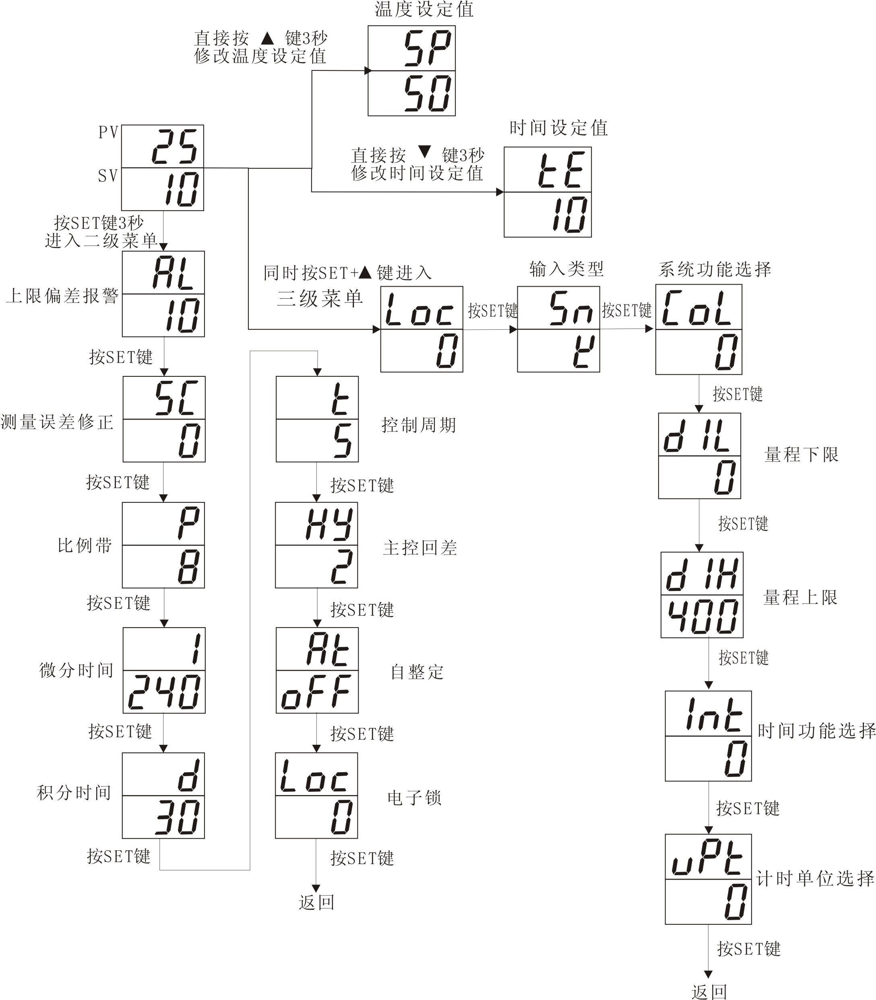 温度设定值
直接按 ▲ 键3秒
修改温度设定值
SP
50
PV
25
SV
10
时间设定值
直接按 ▼ 键3秒
修改时间设定值
tE
10
按SET键3秒
进入二级菜单
AL
10
上限偏差报警
按SET键
SC
0
测量误差修正
按SET键
P
8
比例带
按SET键
I
240
微分时间
按SET键
d
30
积分时间
按SET键
t
5
控制周期
按SET键
Hy
2
主控回差
按SET键
At
oFF
自整定
按SET键
Loc
0
电子锁
按SET键
返回
同时按SET+▲键进入
三级菜单
Loc
0
按SET键
输入类型
Sn
按SET键
系统功能选择
CoL
0
按SET键
dIL
0
量程下限
按SET键
dIH
400
量程上限
按SET键
Int
0
时间功能选择
按SET键
uPt
0
计时单位选择
按SET键
返回